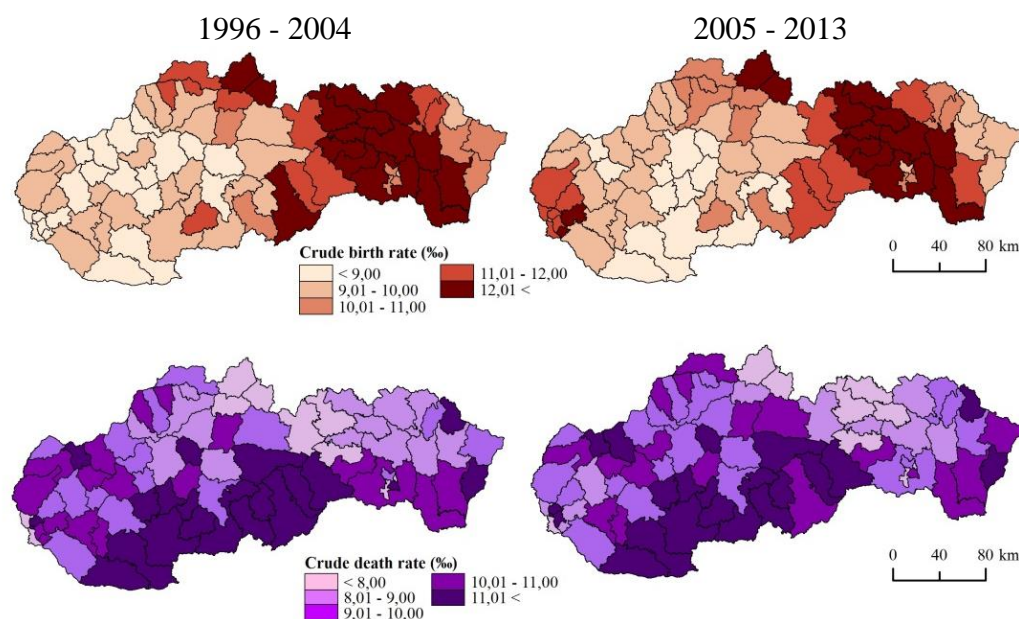 1996 - 2004
2005 - 2013
Crude birth rate (‰)
< 9,00
9,01 - 10,00
10,01 - 11,00
11,01 - 12,00
12,01 <
0 40 80 km
Crude death rate (‰)
< 8,00
8,01 - 9,00
9,01 - 10,00
10,01 - 11,00
11,01 <
0 40 80 km